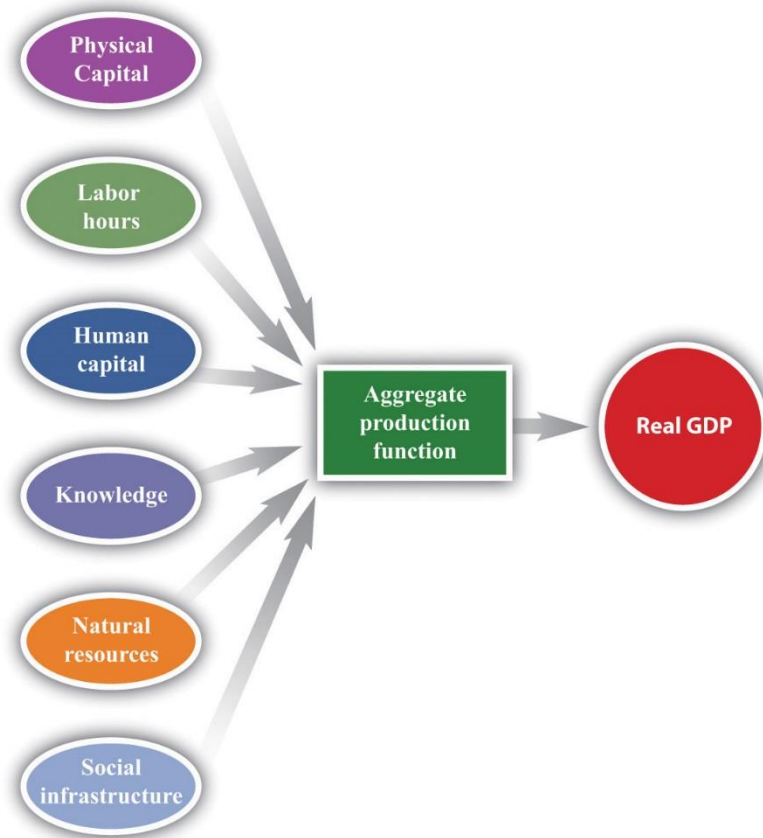 Physical
Capital
Labor
hours
Human
capital
Knowledge
Natural
resources
Social
infrastructure
Aggregate
production
function
Real GDP